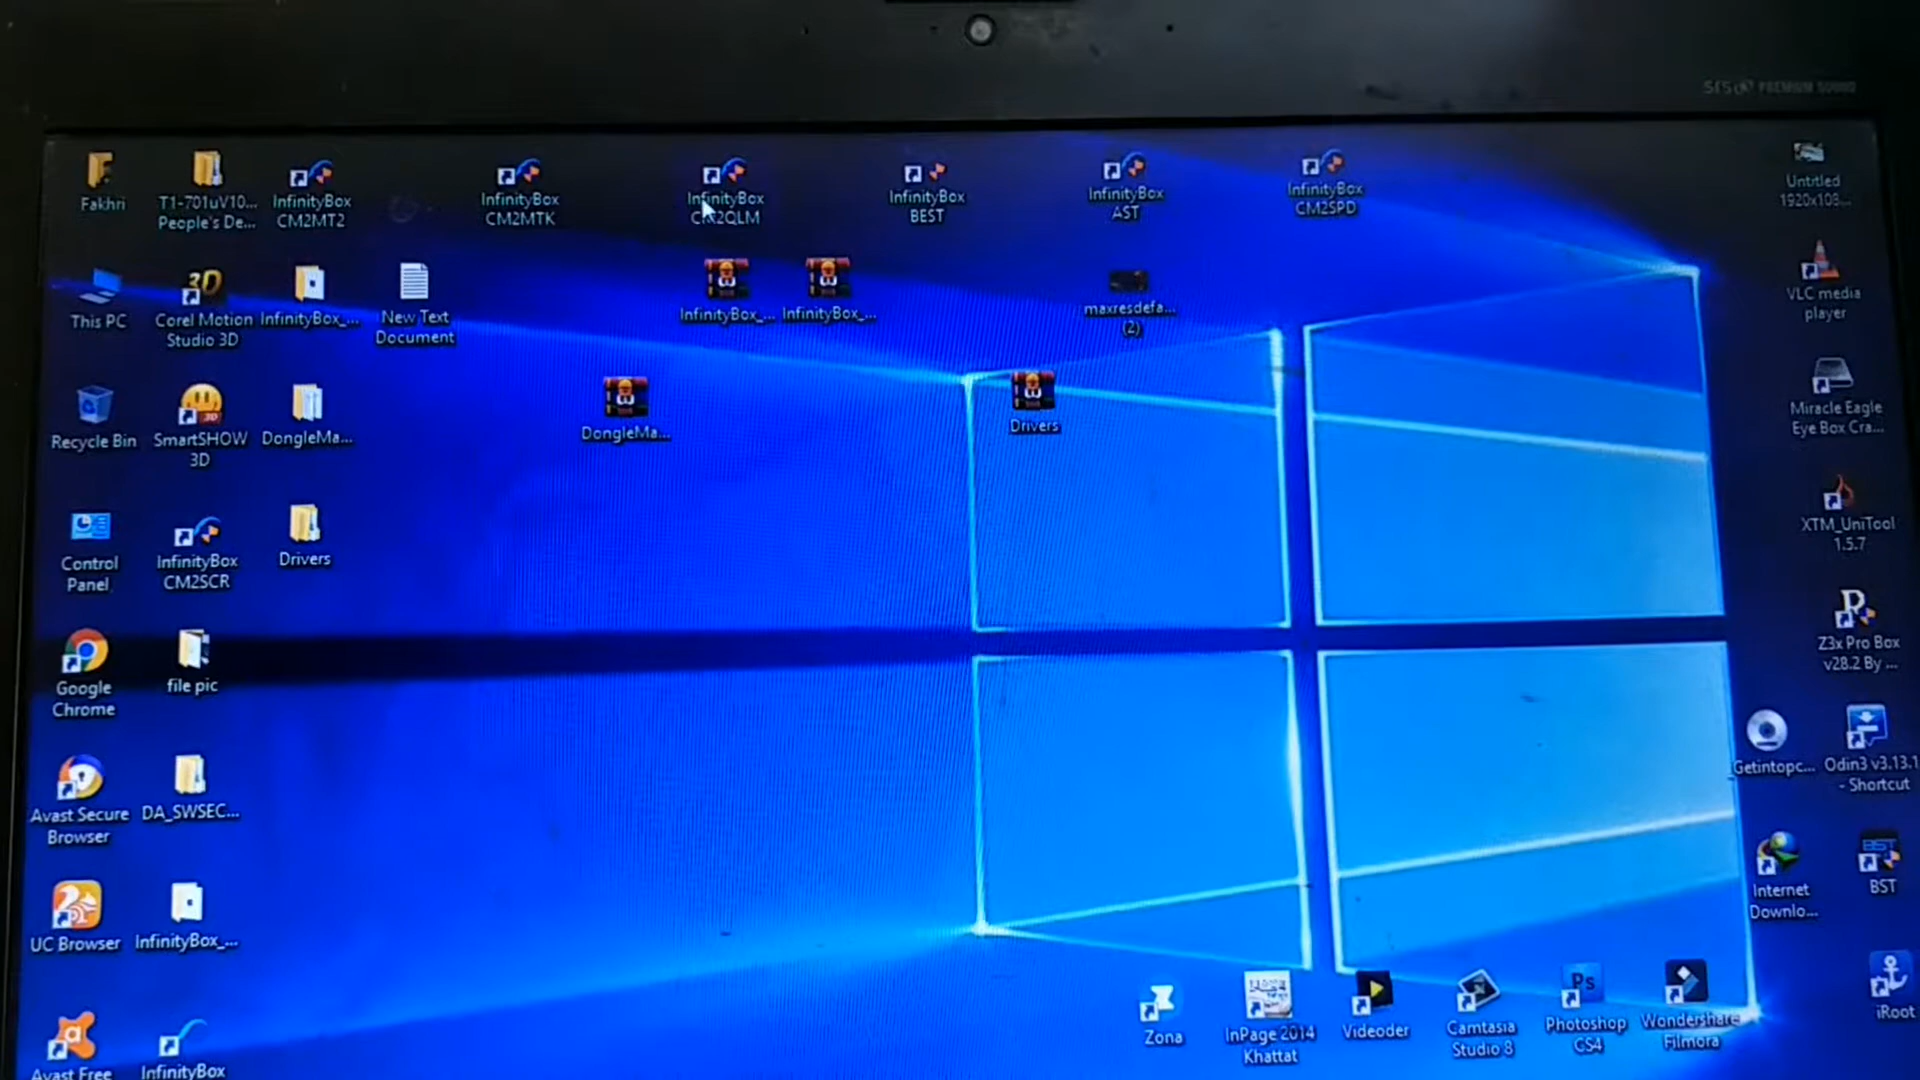 SRS PREMIUM SOUND
Fakhri
T1-701uV10...
People's De...
InfinityBox
CM2MT2
InfinityBox
CM2MTK
InfinityBox
CM2QLM
InfinityBox
BEST
InfinityBox
AST
InfinityBox
CM2SPD
Untitled
1920x108...
This PC
Corel Motion
Studio 3D
InfinityBox_...
New Text
Document
InfinityBox_...
InfinityBox_...
maxresdefa...
(2)
VLC media
player
Recycle Bin
SmartSHOW
3D
DongleMa...
DongleMa...
Drivers
Miracle Eagle
Eye Box Cra...
Control
Panel
InfinityBox
CM2SCR
Drivers
XTM_UniTool
1.5.7
Google
Chrome
file pic
Z3x Pro Box
v28.2 By ...
Avast Secure
Browser
DA_SWSEC...
Getintopc...
Odin3 v3.13.1
- Shortcut
UC Browser
InfinityBox_...
Internet
Downlo...
BST
Avast Free
InfinityBox
Zona
InPage 2014
Khattat
Videoder
Camtasia
Studio 8
Photoshop
CS4
Wondershare
Filmora
iRoot